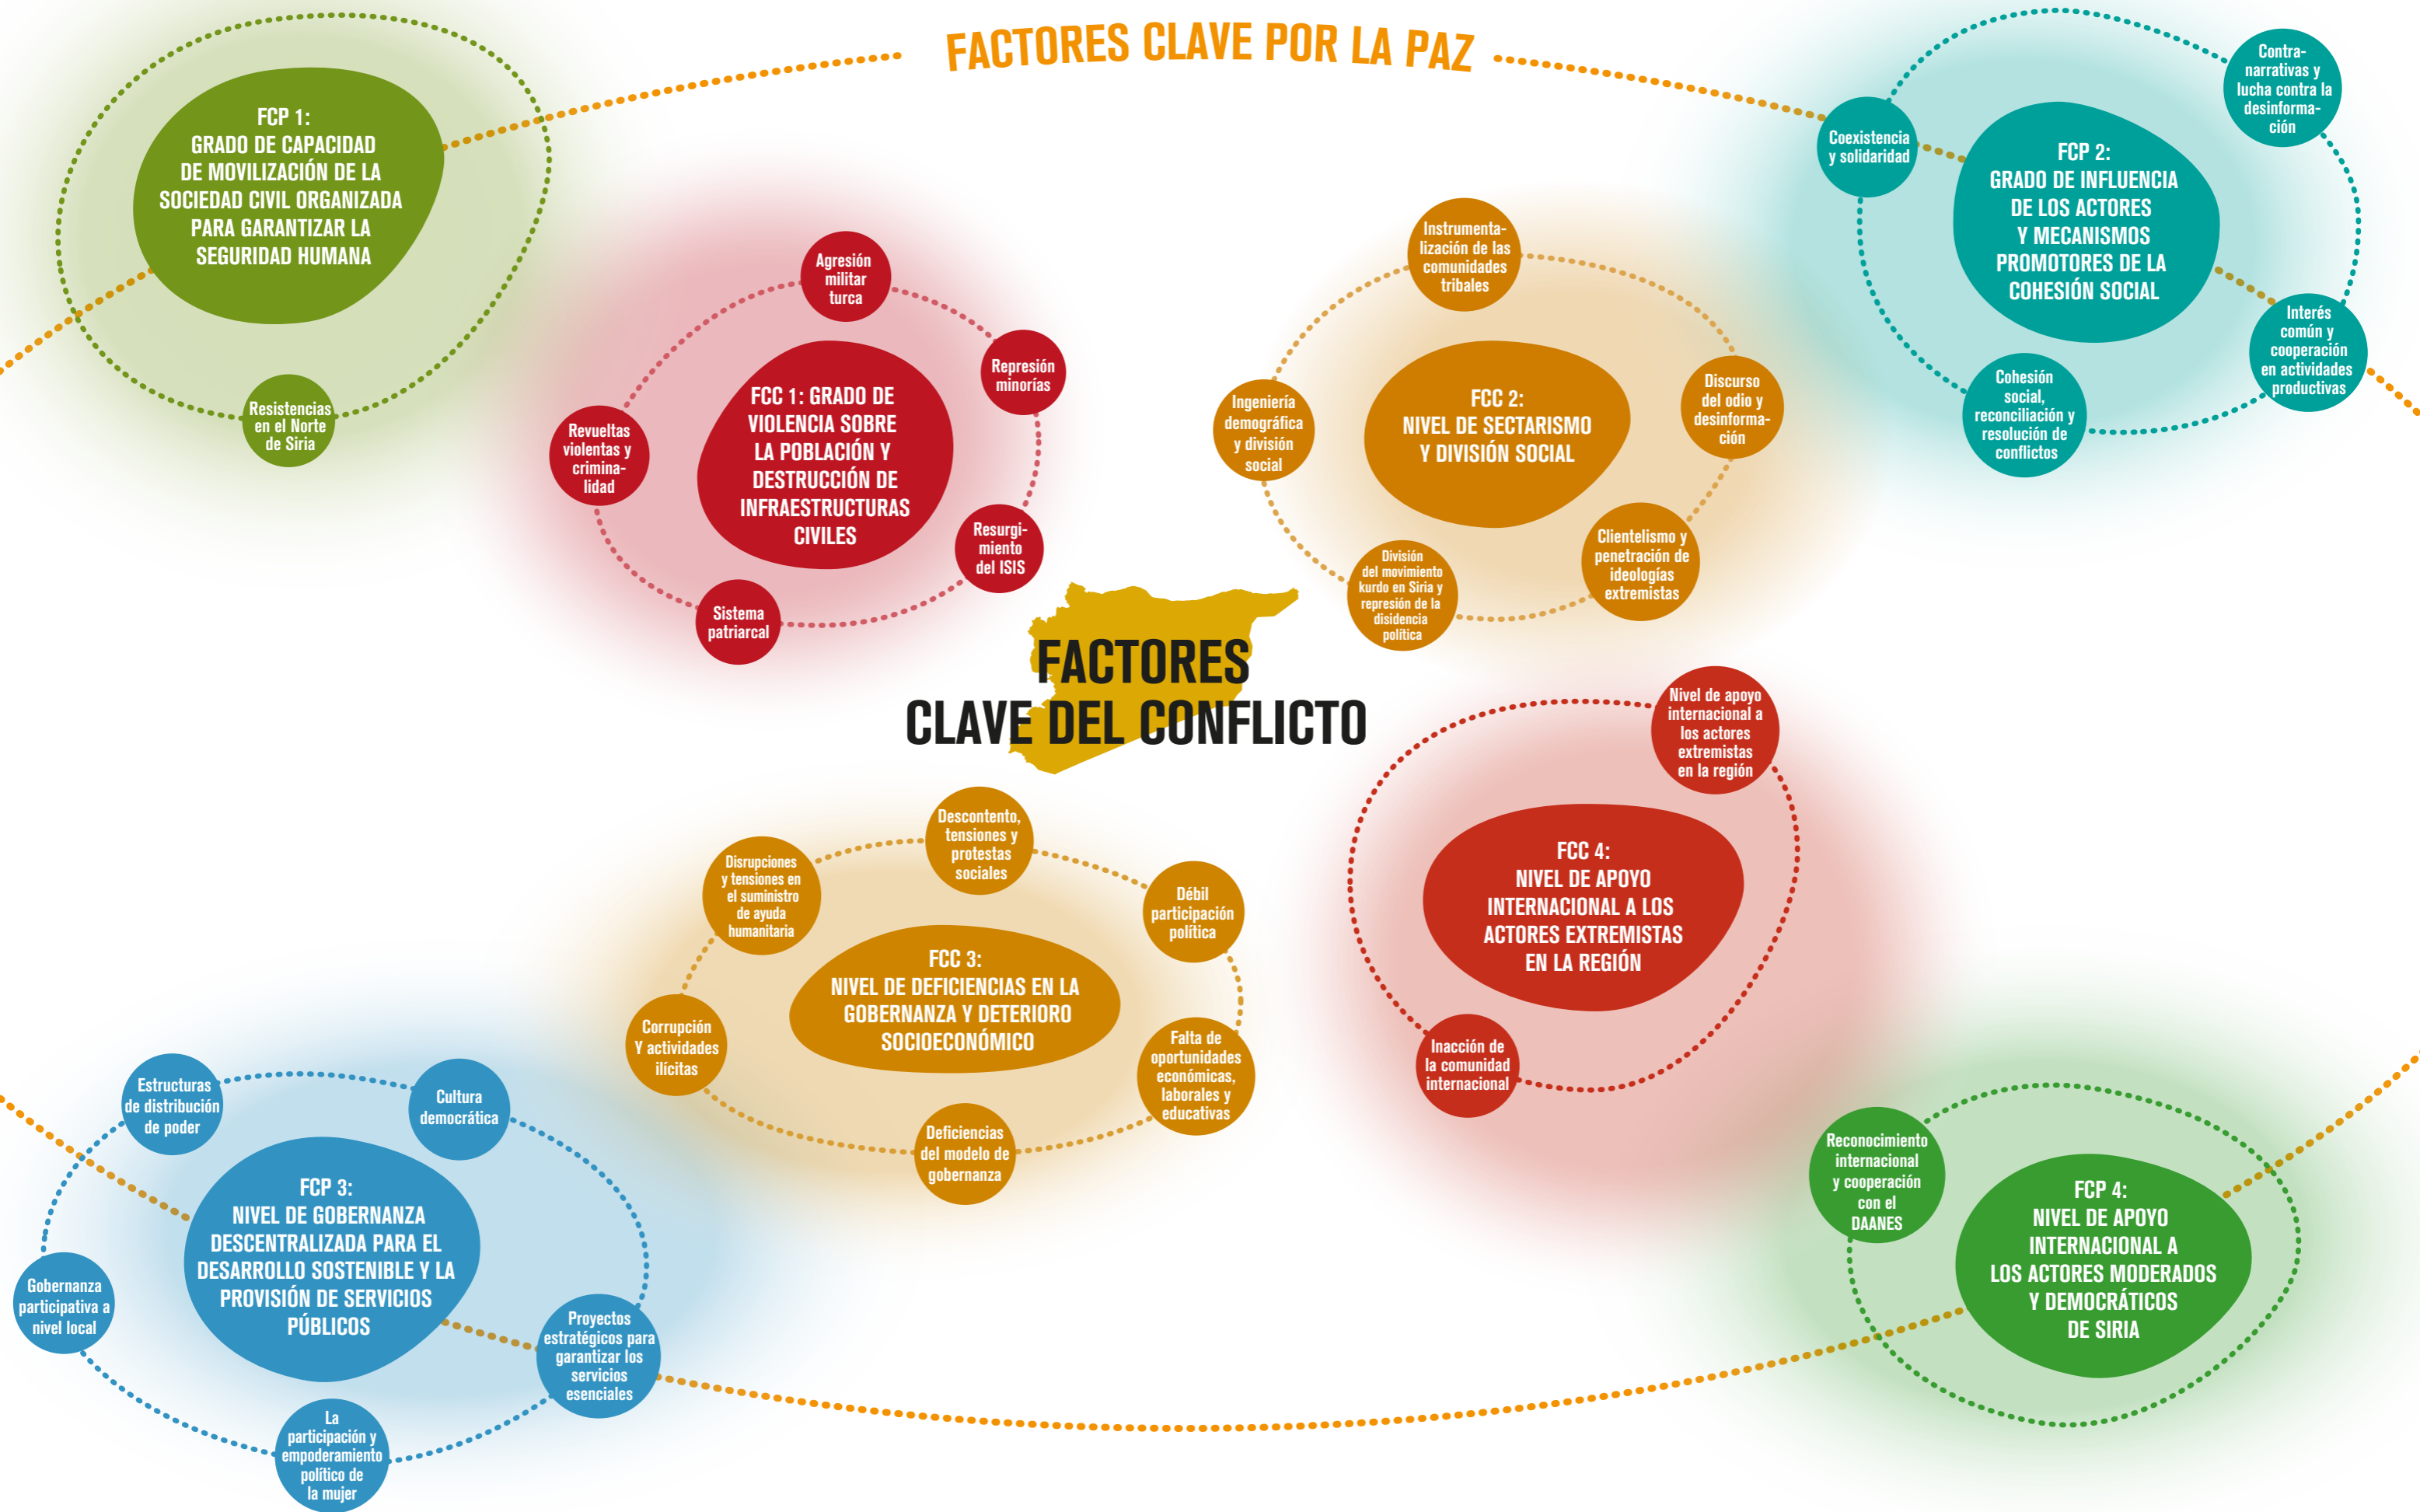 FACTORES CLAVE POR LA PAZ
FCP 1:
GRADO DE CAPACIDAD
DE MOVILIZACIÓN DE LA
SOCIEDAD CIVIL ORGANIZADA
PARA GARANTIZAR LA
SEGURIDAD HUMANA
Resistencias
en el Norte
de Siria
FCC 1: GRADO DE
VIOLENCIA SOBRE
LA POBLACIÓN Y
DESTRUCCIÓN DE
INFRAESTRUCTURAS
CIVILES
Agresión
militar
turca
Represión
minorías
Resurgi-
miento
del ISIS
Sistema
patriarcal
Revueltas
violentas y
crimina-
lidad
FCC 2:
NIVEL DE SECTARISMO
Y DIVISIÓN SOCIAL
Instrumenta-
lización de las
comunidades
tribales
Discurso
del odio y
desinforma-
ción
Clientelismo y
penetración de
ideologías
extremistas
División
del movimiento
kurdo en Siria y
represión de la
disidencia
política
Ingeniería
demográfica
y división
social
FCP 2:
GRADO DE INFLUENCIA
DE LOS ACTORES
Y MECANISMOS
PROMOTORES DE LA
COHESIÓN SOCIAL
Contra-
narrativas y
lucha contra la
desinforma-
ción
Coexistencia
y solidaridad
Interés
común y
cooperación
en actividades
productivas
Cohesión
social,
reconciliación y
resolución de
conflictos
FACTORES
CLAVE DEL CONFLICTO
FCC 3:
NIVEL DE DEFICIENCIAS EN LA
GOBERNANZA Y DETERIORO
SOCIOECONÓMICO
Descontento,
tensiones y
protestas
sociales
Débil
participación
política
Falta de
oportunidades
económicas,
laborales y
educativas
Deficiencias
del modelo de
gobernanza
Corrupción
Y actividades
ilícitas
Disrupciones
y tensiones en
el suministro
de ayuda
humanitaria
FCC 4:
NIVEL DE APOYO
INTERNACIONAL A LOS
ACTORES EXTREMISTAS
EN LA REGIÓN
Nivel de apoyo
internacional a
los actores
extremistas
en la región
Inacción de
la comunidad
internacional
FCP 3:
NIVEL DE GOBERNANZA
DESCENTRALIZADA PARA EL
DESARROLLO SOSTENIBLE Y LA
PROVISIÓN DE SERVICIOS
PÚBLICOS
Estructuras
de distribución
de poder
Cultura
democrática
Proyectos
estratégicos para
garantizar los
servicios
esenciales
La
participación y
empoderamiento
político de
la mujer
Gobernanza
participativa a
nivel local
FCP 4:
NIVEL DE APOYO
INTERNACIONAL A
LOS ACTORES MODERADOS
Y DEMOCRÁTICOS
DE SIRIA
Reconocimiento
internacional
y cooperación
con el
DAANES